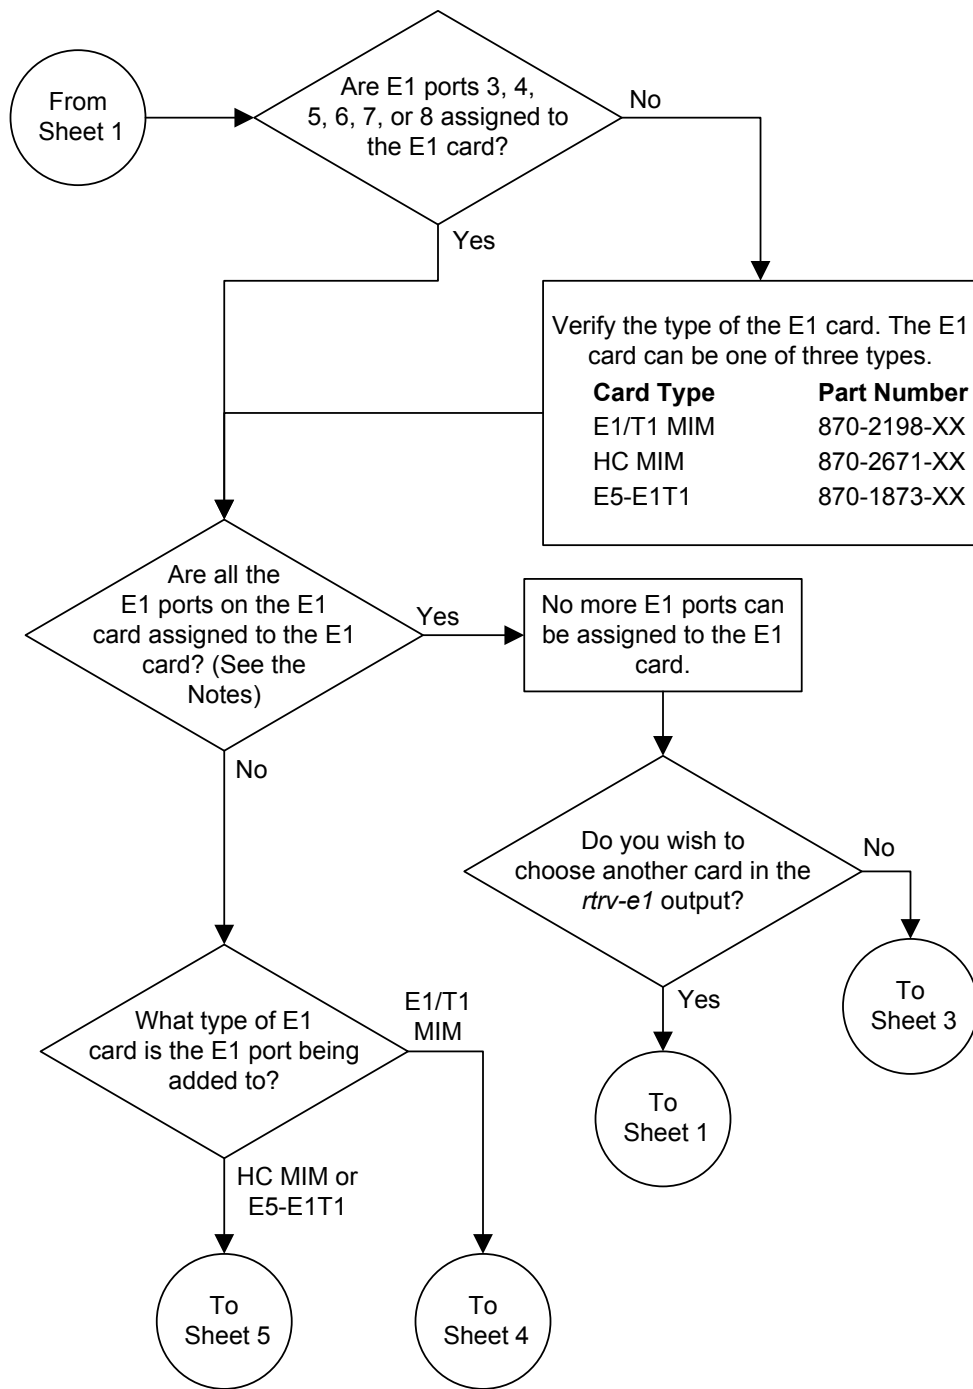 From
Sheet 1
Are E1 ports 3, 4,
5, 6, 7, or 8 assigned to
the E1 card?
No
Yes
Verify the type of the E1 card. The E1
card can be one of three types.
Card Type Part Number
E1/T1 MIM 870-2198-XX
HC MIM 870-2671-XX
E5-E1T1 870-1873-XX
Are all the
E1 ports on the E1
card assigned to the E1
card? (See the
Notes)
Yes
No
No more E1 ports can
be assigned to the E1
card.
Do you wish to
choose another card in the
rtrv-e1 output?
No
Yes
To
Sheet 3
To
Sheet 1
What type of E1
card is the E1 port being
added to?
E1/T1
MIM
HC MIM or
E5-E1T1
To
Sheet 5
To
Sheet 4